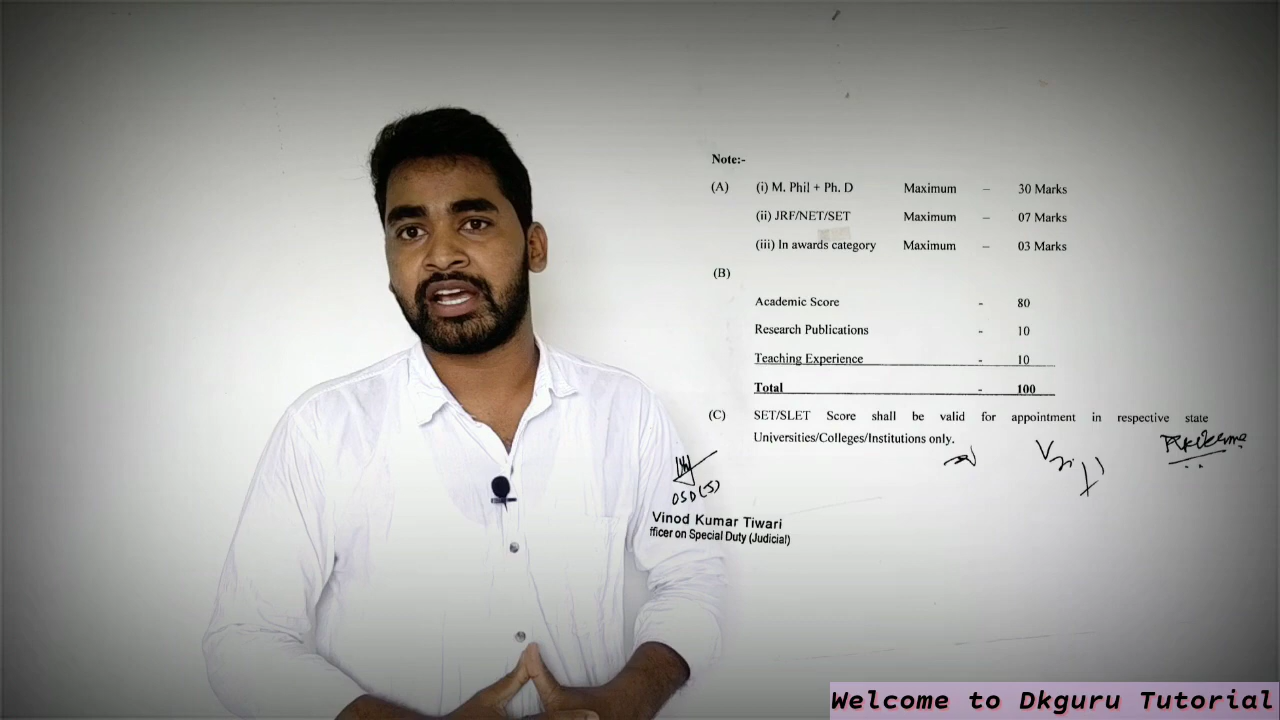 Note:-
(A) (i) M. Phil + Ph. D Maximum – 30 Marks
(ii) JRF/NET/SET Maximum – 07 Marks
(iii) In awards category Maximum – 03 Marks
(B)
Academic Score - 80
Research Publications - 10
Teaching Experience - 10
Total - 100
(C) SET/SLET Score shall be valid for appointment in respective state
Universities/Colleges/Institutions only.
OSD(J)
Vinod Kumar Tiwari
fficer on Special Duty (Judicial)
Welcome to Dkguru Tutorial